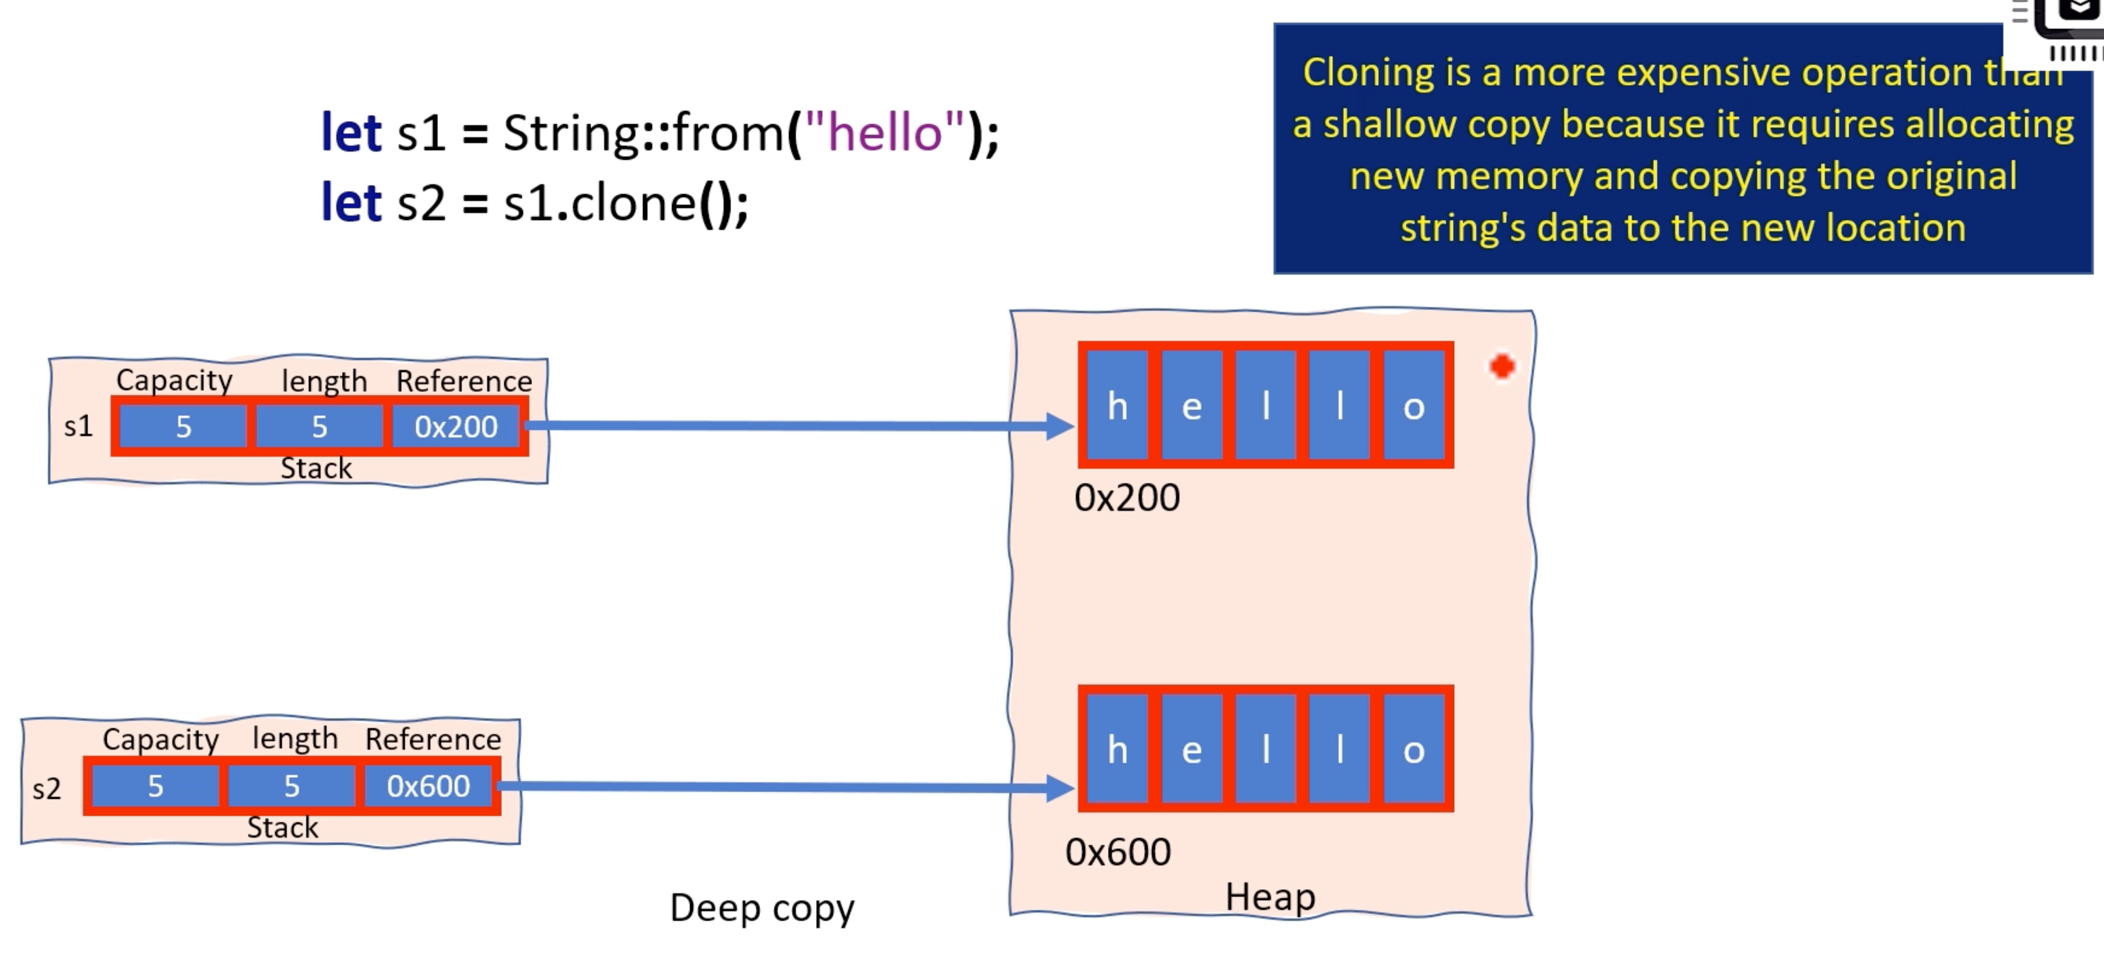 let s1 = String::from("hello");
let s2 = s1.clone();
Cloning is a more expensive operation than
a shallow copy because it requires allocating
new memory and copying the original
string's data to the new location
Capacity length Reference
s1 5 5 0x200
Stack
h e l l o
0x200
Capacity length Reference
s2 5 5 0x600
Stack
h e l l o
0x600
Heap
Deep copy